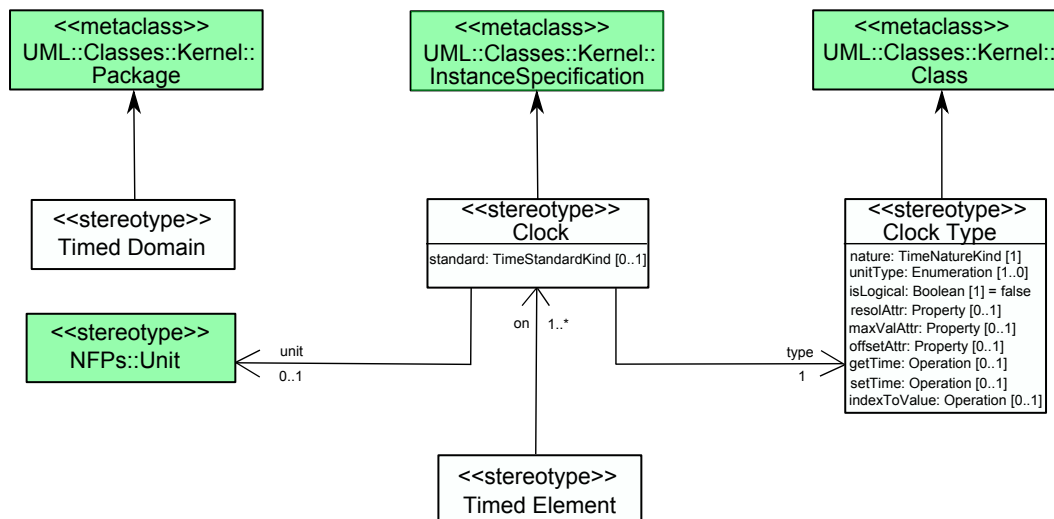 <<metaclass>>
UML::Classes::Kernel::
Package
<<metaclass>>
UML::Classes::Kernel::
InstanceSpecification
<<metaclass>>
UML::Classes::Kernel::
Class
<<stereotype>>
Timed Domain
<<stereotype>>
Clock
standard: TimeStandardKind [0..1]
<<stereotype>>
Clock Type
nature: TimeNatureKind [1]
unitType: Enumeration [1..0]
isLogical: Boolean [1] = false
resolAttr: Property [0..1]
maxValAttr: Property [0..1]
offsetAttr: Property [0..1]
getTime: Operation [0..1]
setTime: Operation [0..1]
indexToValue: Operation [0..1]
<<stereotype>>
NFPs::Unit
unit
0..1
on
1..*
type
1
<<stereotype>>
Timed Element